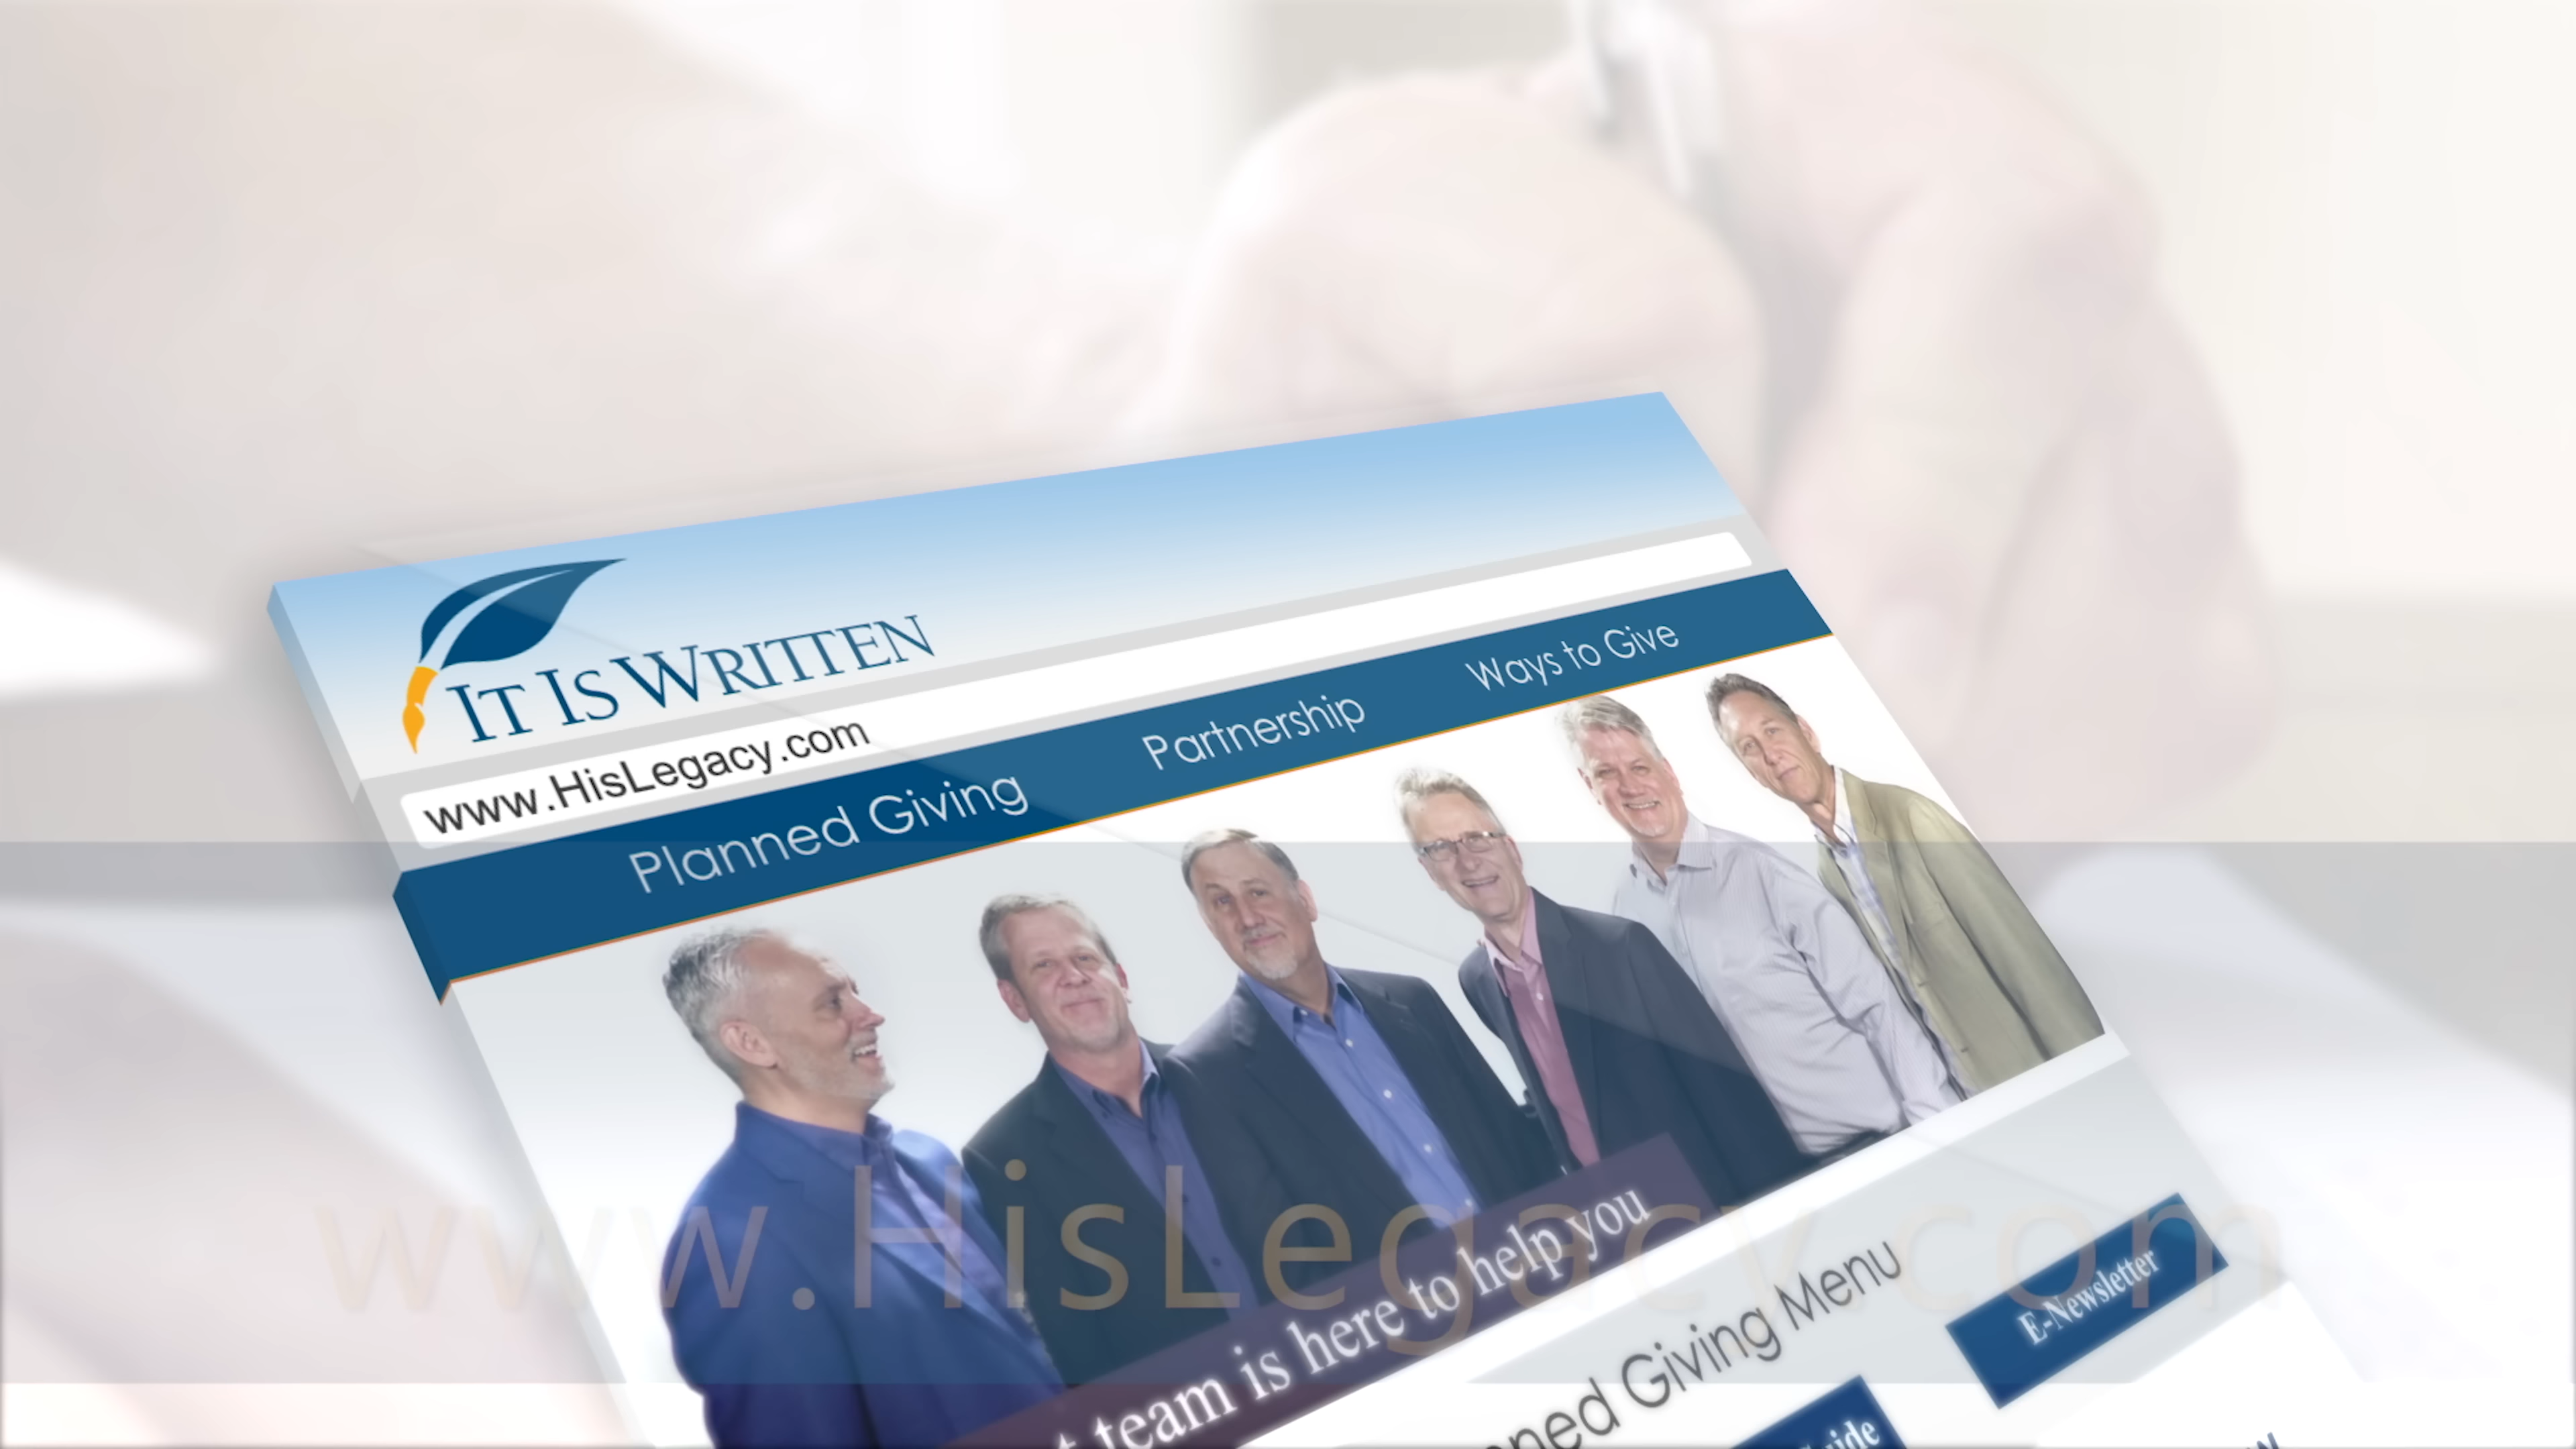 IT IS WRITTEN
www.HisLegacy.com
Planned Giving
Partnership
Ways to Give
team is here to help you
www.HisLegacy.com
Giving Menu
E-Newsletter